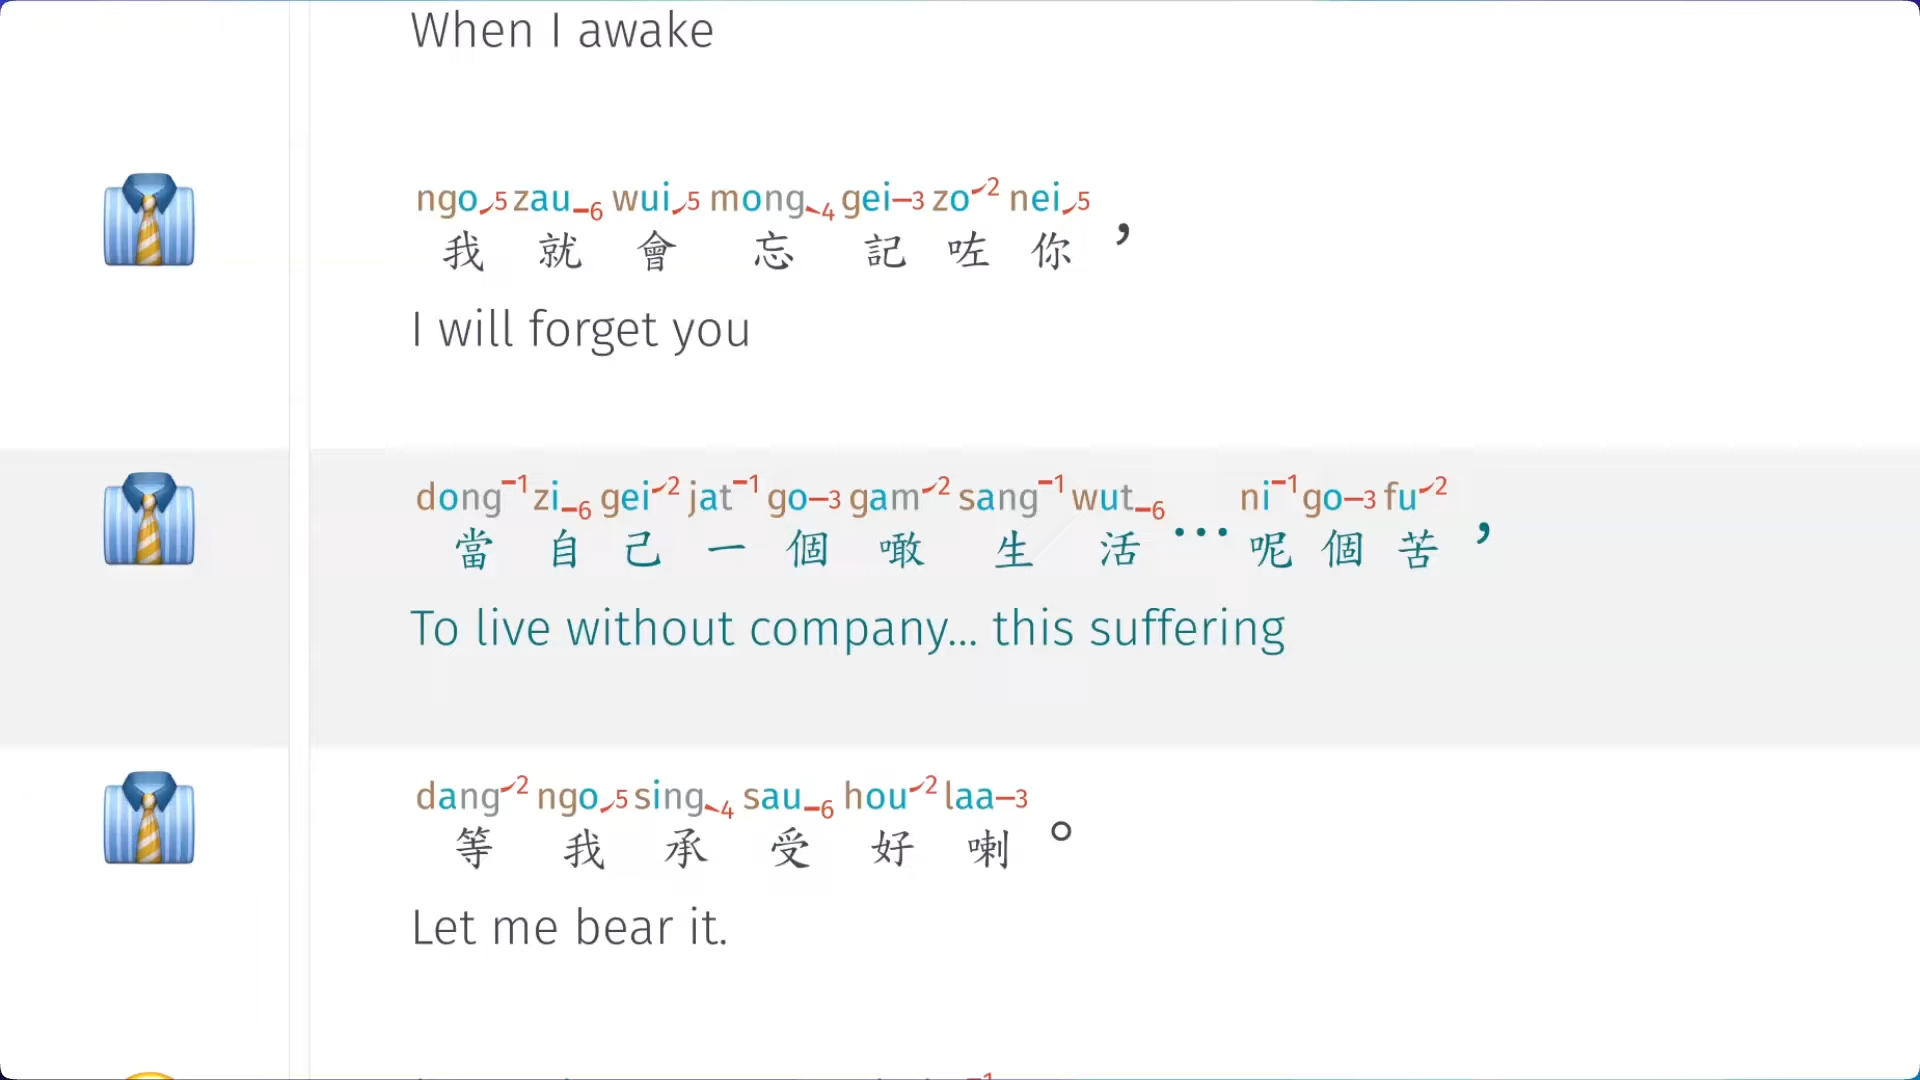 When I awake
ngo5 zau6 wui5 mong4 gei3 zo2 nei5
我就會忘記咗你，
I will forget you
dong1 zi6 gei2 jat1 go3 gam2 sang1 wut6 ni1 go3 fu2
當自己一個噉生活…呢個苦，
To live without company... this suffering
dang2 ngo5 sing4 sau6 hou2 laa3
等我承受好喇。
Let me bear it.